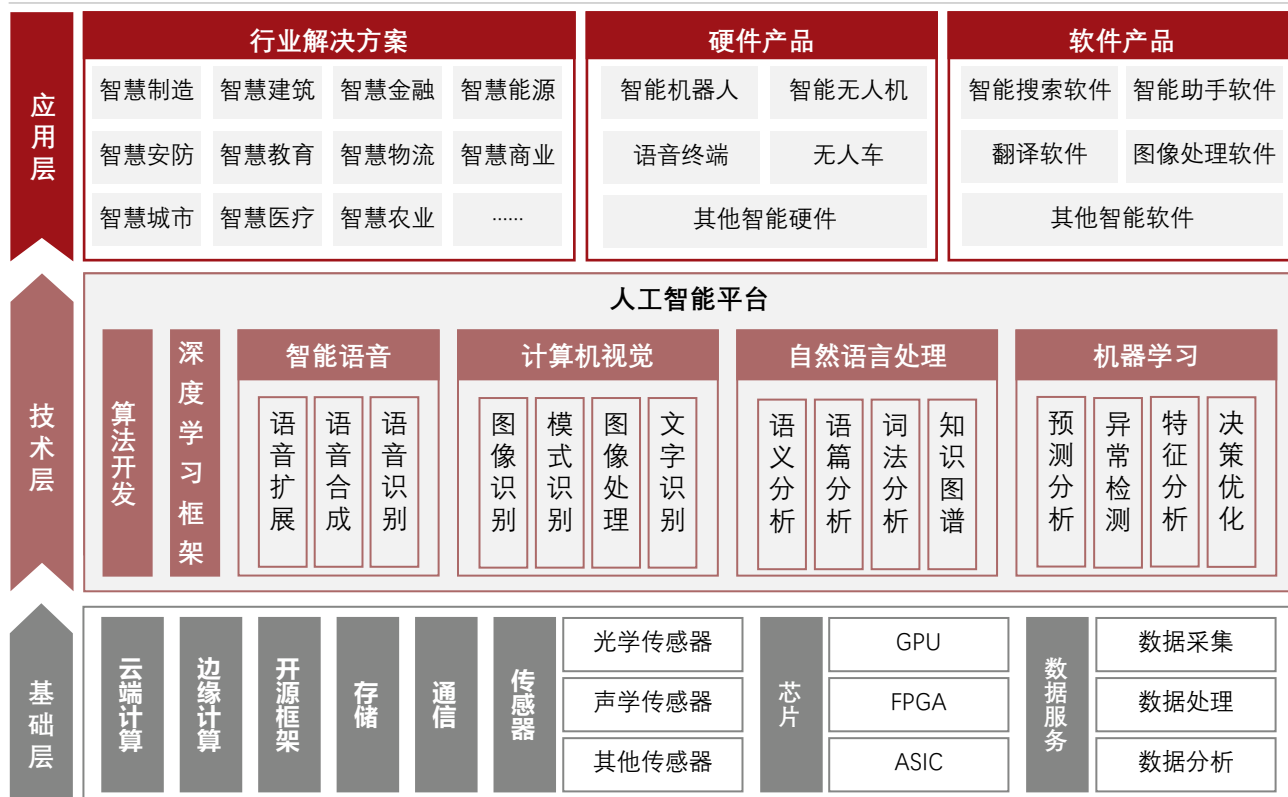 应用层
行业解决方案
智慧制造 智慧建筑 智慧金融 智慧能源
智慧安防 智慧教育 智慧物流 智慧商业
智慧城市 智慧医疗 智慧农业 ······
硬件产品
智能机器人 智能无人机
语音终端 无人车
其他智能硬件
软件产品
智能搜索软件 智能助手软件
翻译软件 图像处理软件
其他智能软件
技术层
人工智能平台
算法开发
深度学习框架
智能语音
语音扩展
语音合成
语音识别
计算机视觉
图像识别
模式识别
图像处理
文字识别
自然语言处理
语义分析
语篇分析
词法分析
知识图谱
机器学习
预测分析
异常检测
特征分析
决策优化
基础层
云端计算
边缘计算
开源框架
存储
通信
传感器
光学传感器
声学传感器
其他传感器
芯片
GPU
FPGA
ASIC
数据服务
数据采集
数据处理
数据分析